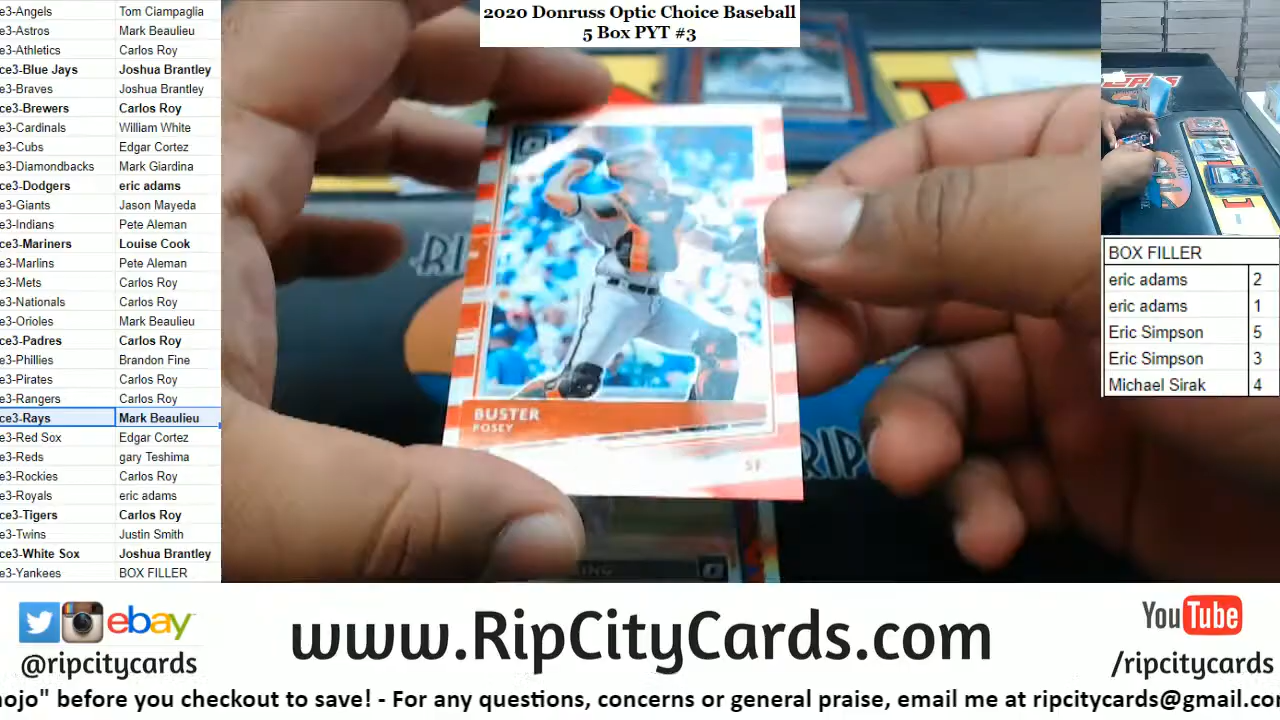 2020 Donruss Optic Choice Baseball
5 Box PYT #3
e3-Angels Tom Ciampaglia
e3-Astros Mark Beaulieu
e3-Athletics Carlos Roy
ce3-Blue Jays Joshua Brantley
e3-Braves Joshua Brantley
ce3-Brewers Carlos Roy
e3-Cardinals William White
e3-Cubs Edgar Cortez
e3-Diamondbacks Mark Giardina
ce3-Dodgers eric adams
e3-Giants Jason Mayeda
e3-Indians Pete Aleman
ce3-Mariners Louise Cook
e3-Marlins Pete Aleman
e3-Mets Carlos Roy
e3-Nationals Carlos Roy
e3-Orioles Mark Beaulieu
ce3-Padres Carlos Roy
e3-Phillies Brandon Fine
e3-Pirates Carlos Roy
e3-Rangers Carlos Roy
ce3-Rays Mark Beaulieu
e3-Red Sox Edgar Cortez
e3-Reds gary Teshima
e3-Rockies Carlos Roy
e3-Royals eric adams
ce3-Tigers Carlos Roy
e3-Twins Justin Smith
ce3-White Sox Joshua Brantley
e3-Yankees BOX FILLER
BUSTER
POSEY
SF
RIP
RIP
TOPPS
BOX FILLER
eric adams 2
eric adams 1
Eric Simpson 5
Eric Simpson 3
Michael Sirak 4
ebay
@ripcitycards
www.RipCityCards.com
YouTube
/ripcitycards
nojo" before you checkout to save! - For any questions, concerns or general praise, email me at ripcitycards@gmail.co